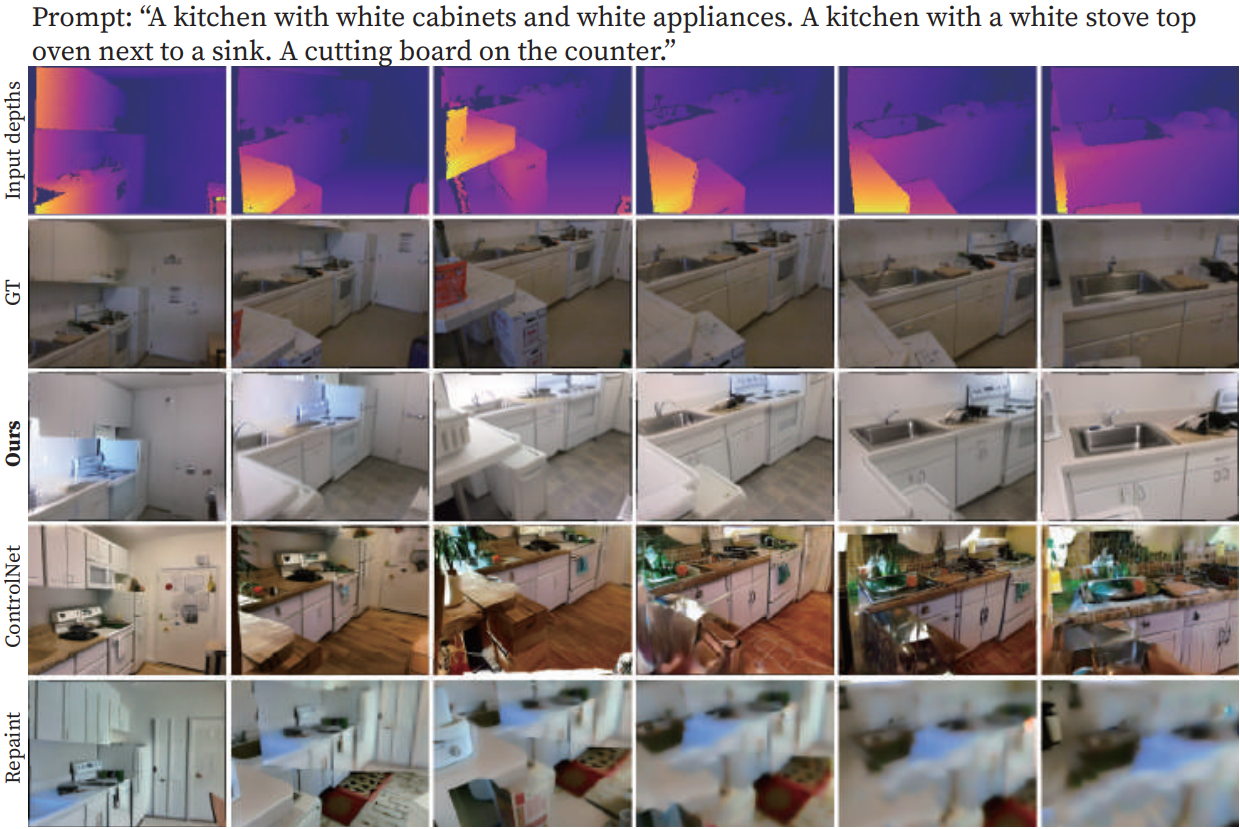 Prompt: “A kitchen with white cabinets and white appliances. A kitchen with a white stove top
oven next to a sink. A cutting board on the counter.”
Input depths
GT
Ours
ControlNet
Repaint